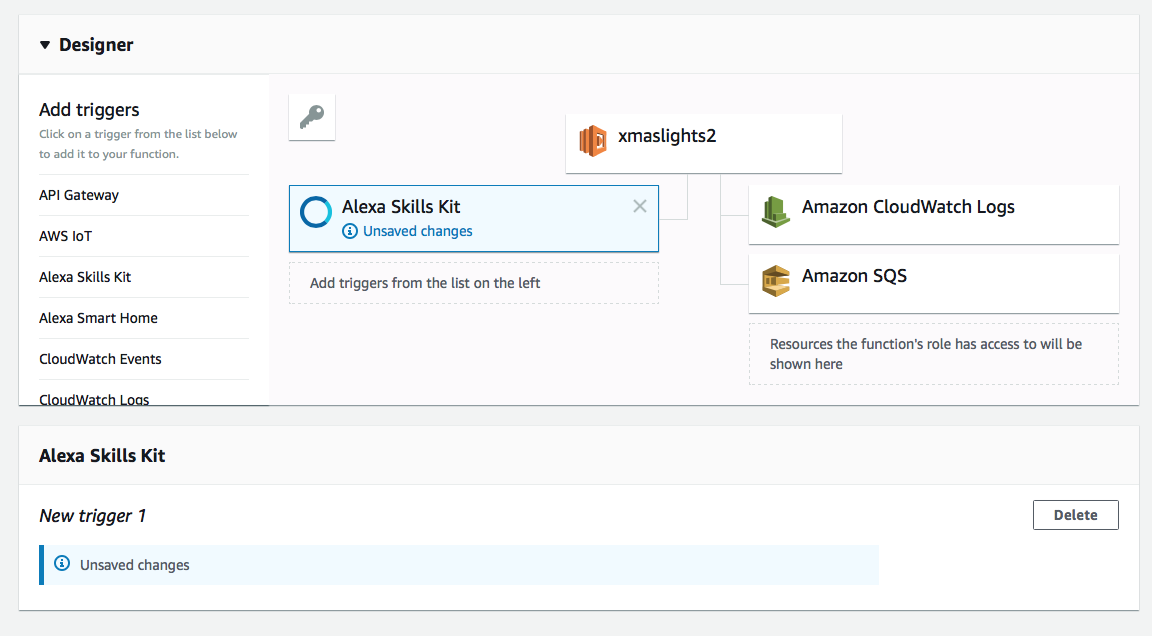 Designer
Add triggers
Click on a trigger from the list below
to add it to your function.
API Gateway
AWS IoT
Alexa Skills Kit
Alexa Smart Home
CloudWatch Events
CloudWatch Logs
xmaslights2
Alexa Skills Kit
Unsaved changes
Add triggers from the list on the left
Amazon CloudWatch Logs
Amazon SQS
Resources the function's role has access to will be
shown here
Alexa Skills Kit
New trigger 1
Delete
Unsaved changes